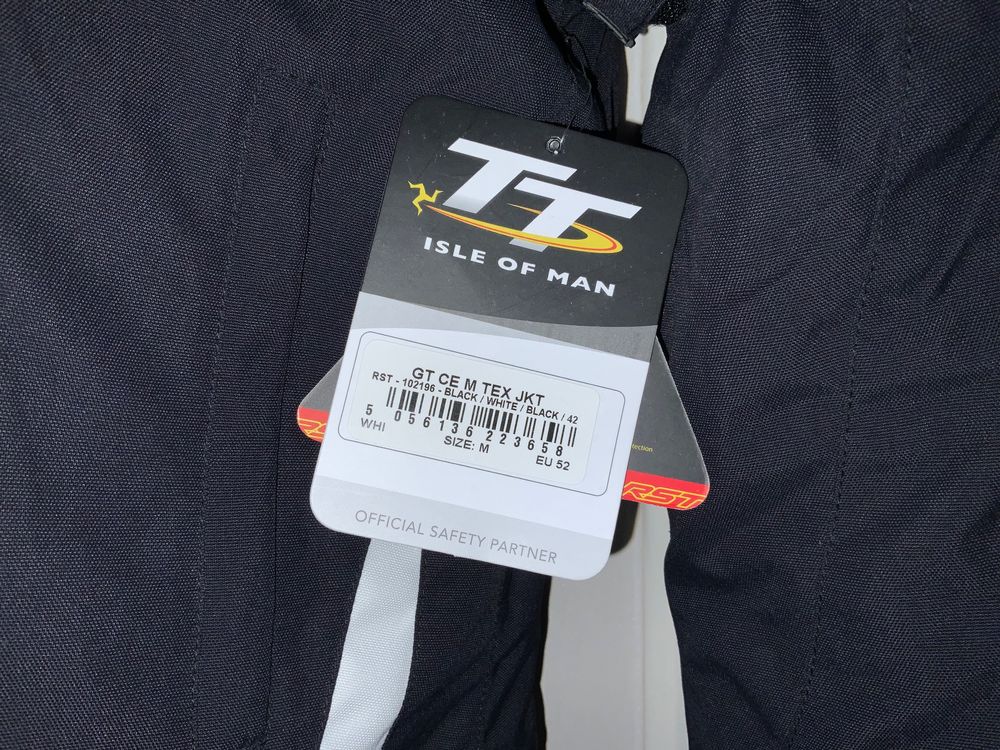 TT
ISLE OF MAN
GT CE M TEX JKT
RST - 102196 - BLACK / WHITE / BLACK / 42
5 056136 223658
WHI
SIZE: M
EU 52
OFFICIAL SAFETY PARTNER
RST